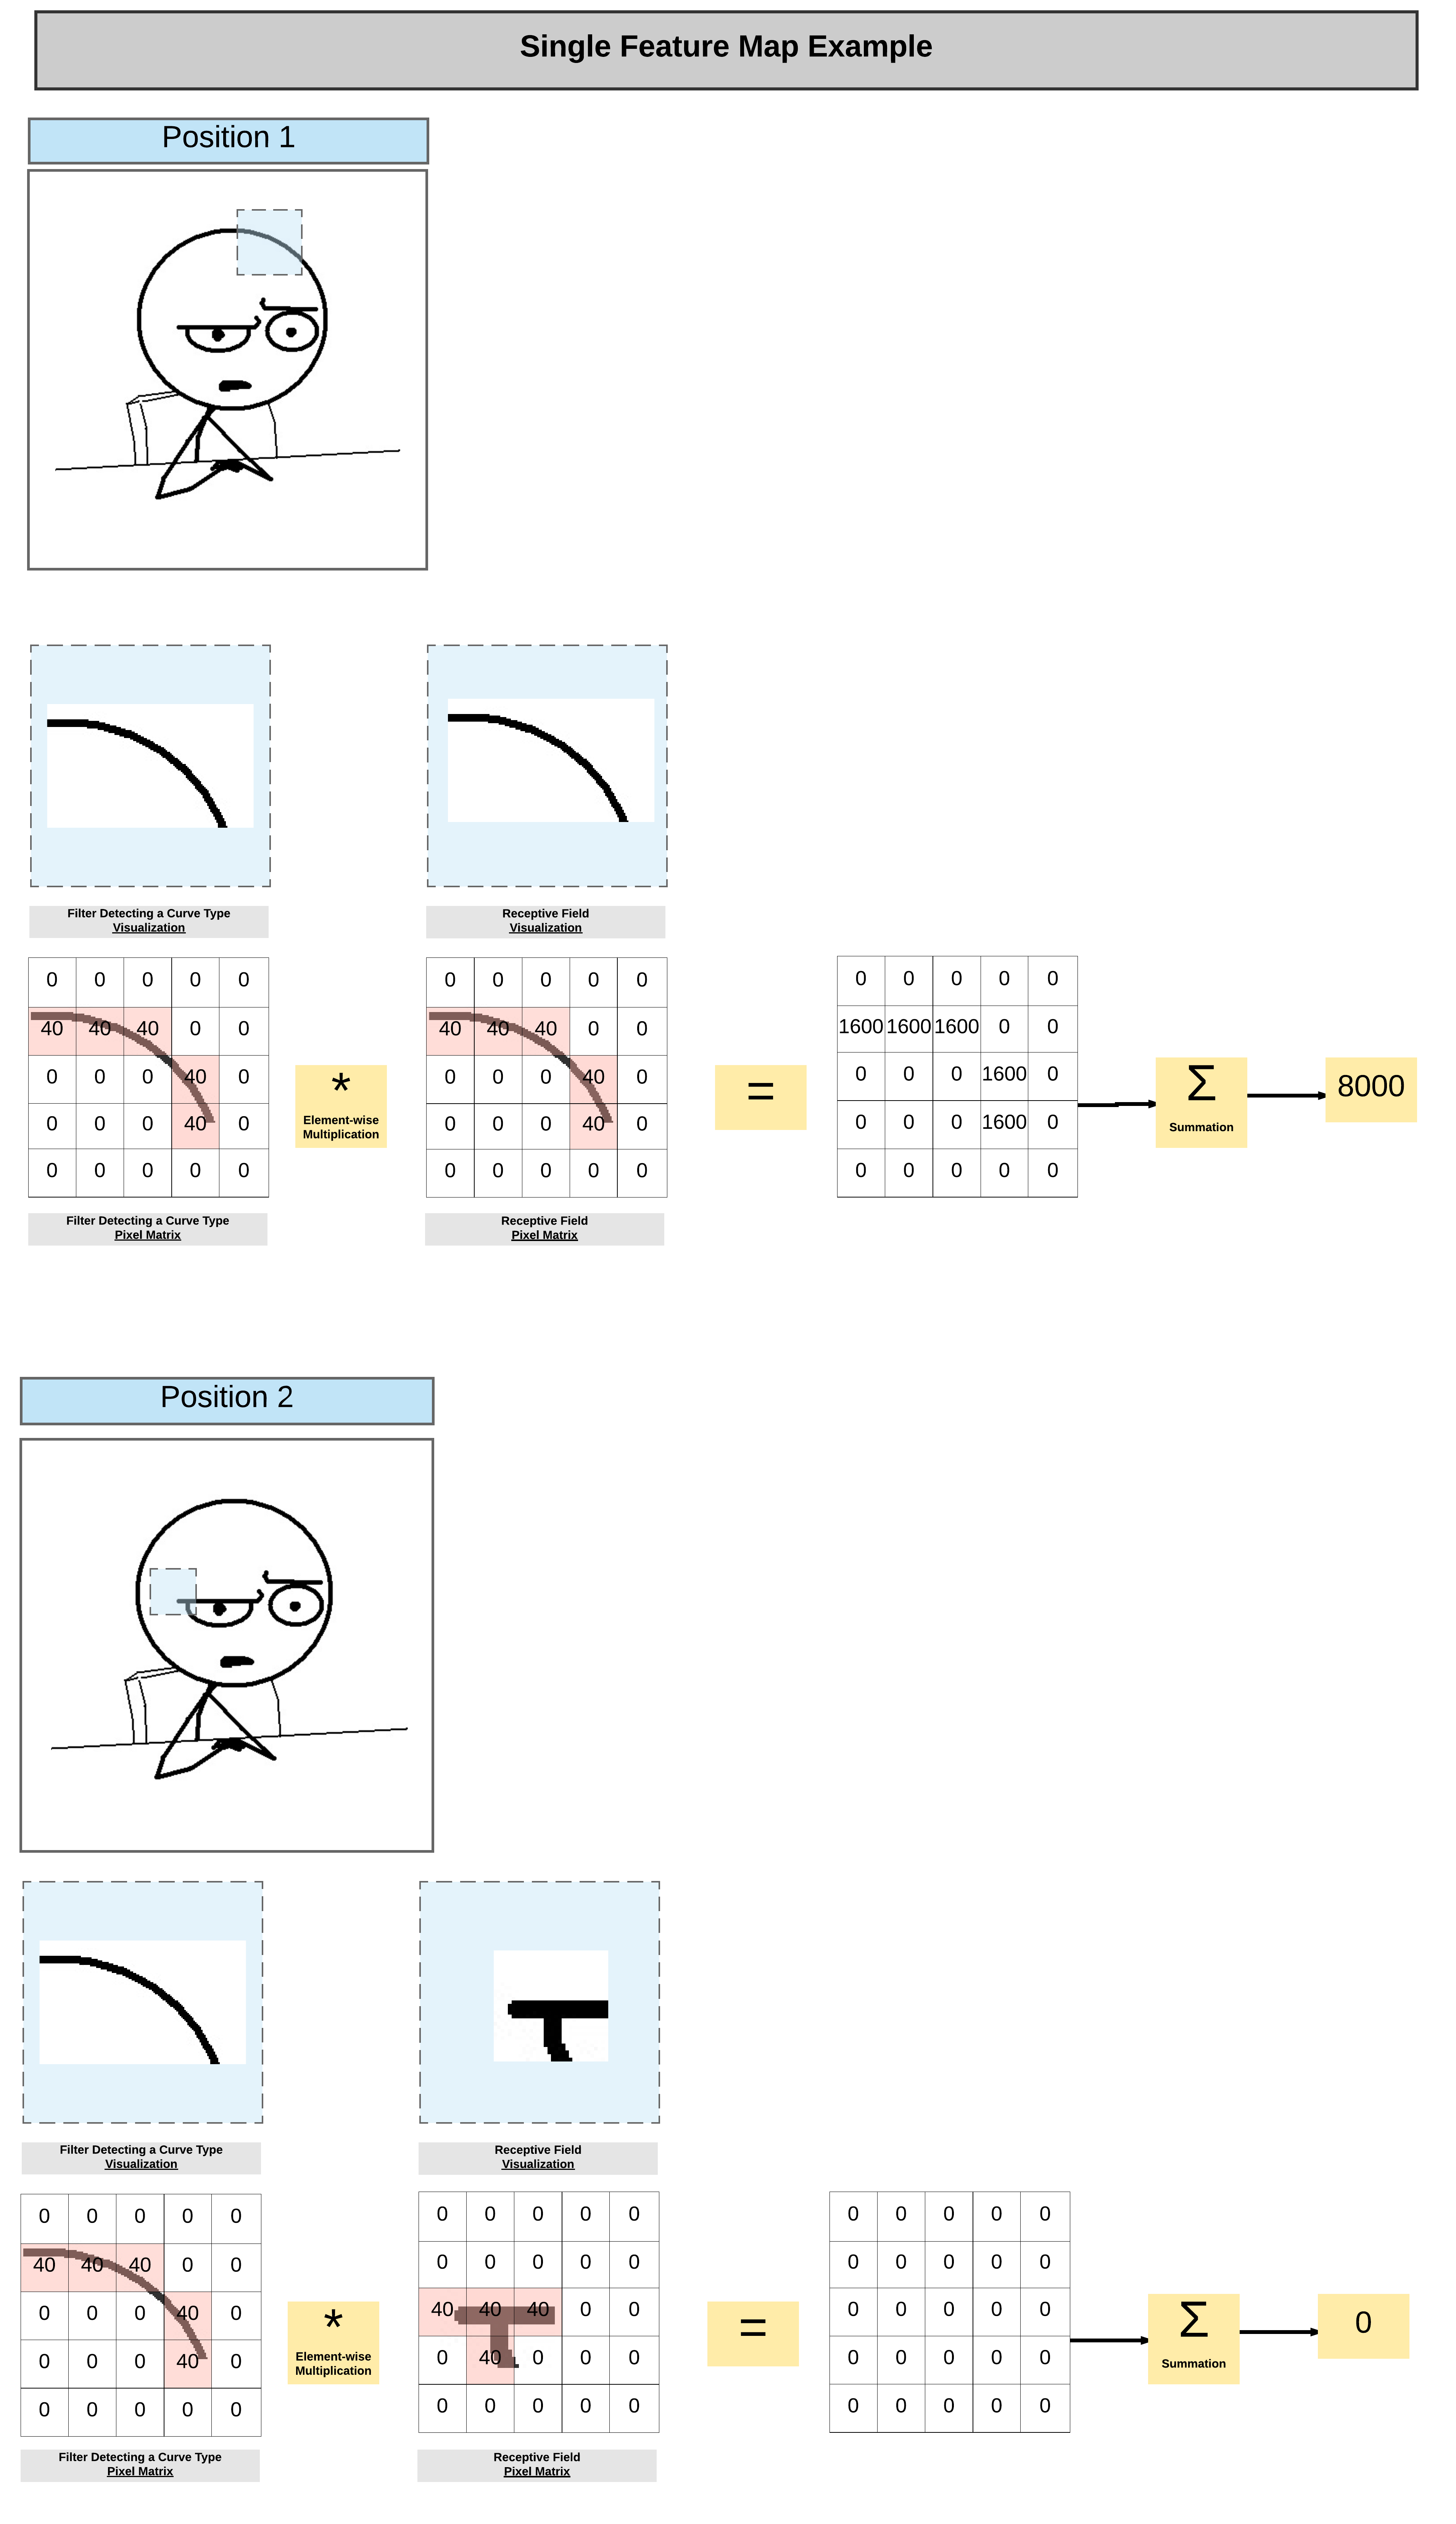 Single Feature Map Example
Position 1
Filter Detecting a Curve Type
Visualization
Receptive Field
Visualization
0 0 0 0 0
40 40 40 0 0
0 0 0 40 0
0 0 0 40 0
0 0 0 0 0
Filter Detecting a Curve Type
Pixel Matrix
*
Element-wise
Multiplication
0 0 0 0 0
40 40 40 0 0
0 0 0 40 0
0 0 0 40 0
0 0 0 0 0
Receptive Field
Pixel Matrix
=
0 0 0 0 0
1600 1600 1600 0 0
0 0 0 1600 0
0 0 0 1600 0
0 0 0 0 0
Σ
Summation
8000
Position 2
Filter Detecting a Curve Type
Visualization
Receptive Field
Visualization
0 0 0 0 0
40 40 40 0 0
0 0 0 40 0
0 0 0 40 0
0 0 0 0 0
Filter Detecting a Curve Type
Pixel Matrix
*
Element-wise
Multiplication
0 0 0 0 0
0 0 0 0 0
40 40 40 0 0
0 40 0 0 0
0 0 0 0 0
Receptive Field
Pixel Matrix
=
0 0 0 0 0
0 0 0 0 0
0 0 0 0 0
0 0 0 0 0
0 0 0 0 0
Σ
Summation
0